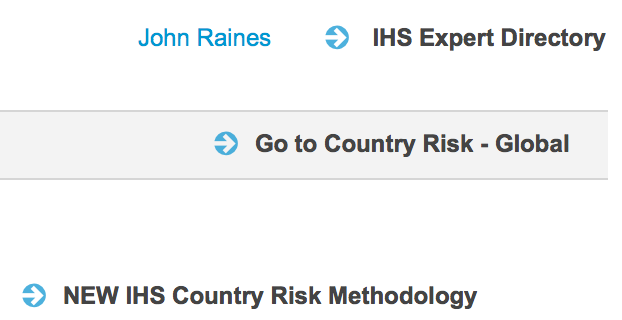 John Raines IHS Expert Directory
Go to Country Risk - Global
NEW IHS Country Risk Methodology